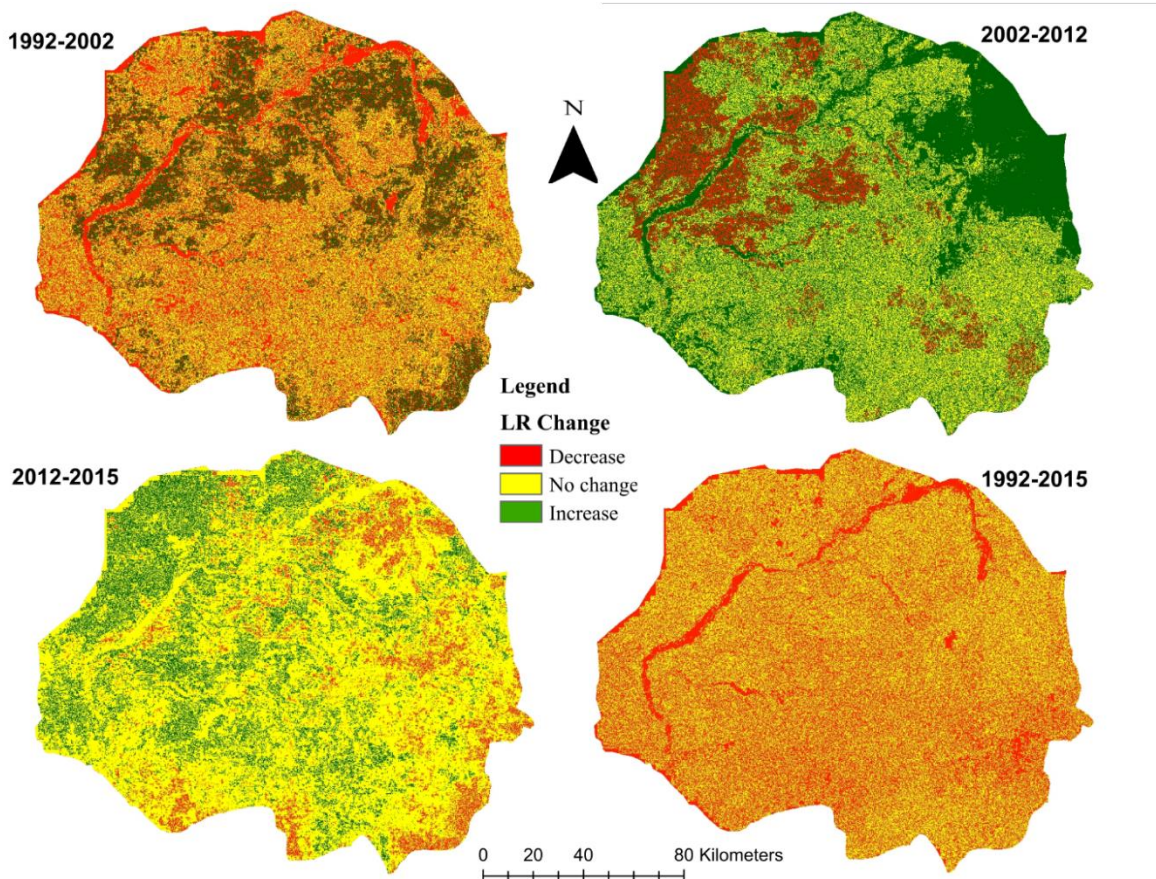 1992-2002
2002-2012
N
Legend
LR Change
Decrease
No change
Increase
2012-2015
1992-2015
0 20 40 80 Kilometers